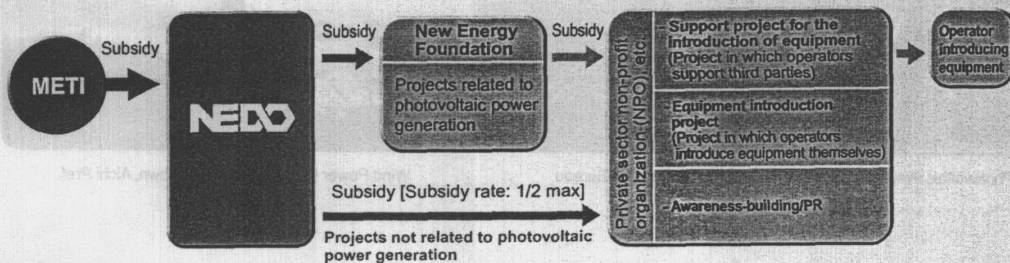 METI
Subsidy
NEDO
Subsidy
New Energy
Foundation
Projects related to
photovoltaic power
generation
Subsidy
Private sector non-profit
organization (NPO), etc.
- Support project for the
introduction of equipment
(Project in which operators
support third parties)
- Equipment introduction
project
(Project in which operators
introduce equipment themselves)
- Awareness-building/PR
Operator
introducing
equipment
Subsidy [Subsidy rate: 1/2 max]
Projects not related to photovoltaic
power generation